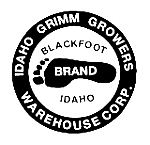 IDAHO GRIMM GROWERS
BLACKFOOT
BRAND
IDAHO
WAREHOUSE CORP.